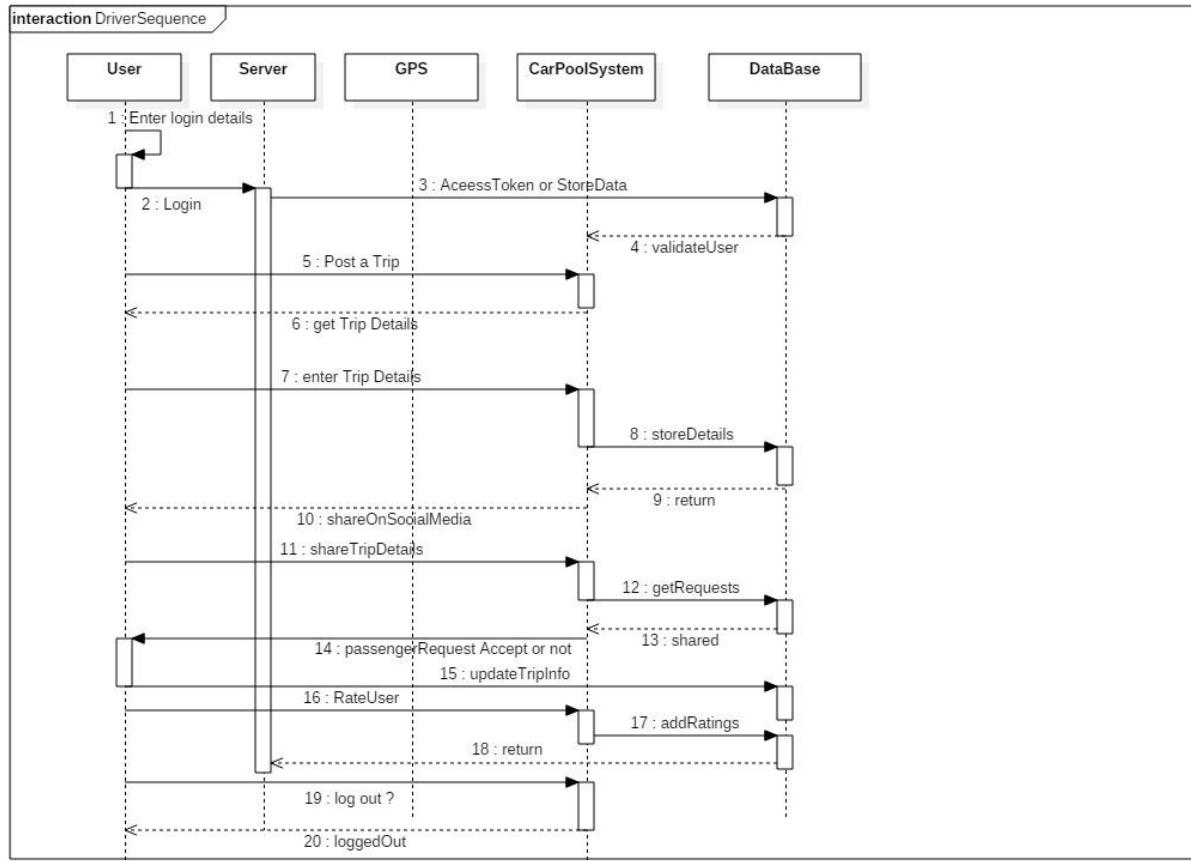 interaction DriverSequence
User
Server
GPS
CarPoolSystem
DataBase
1 : Enter login details
2 : Login
3 : AceessToken or StoreData
4 : validateUser
5 : Post a Trip
6 : get Trip Details
7 : enter Trip Details
8 : storeDetails
9 : return
10 : shareOnSocialMedia
11 : shareTripDetails
12 : getRequests
13 : shared
14 : passengerRequest Accept or not
15 : updateTripInfo
16 : RateUser
17 : addRatings
18 : return
19 : log out ?
20 : loggedOut